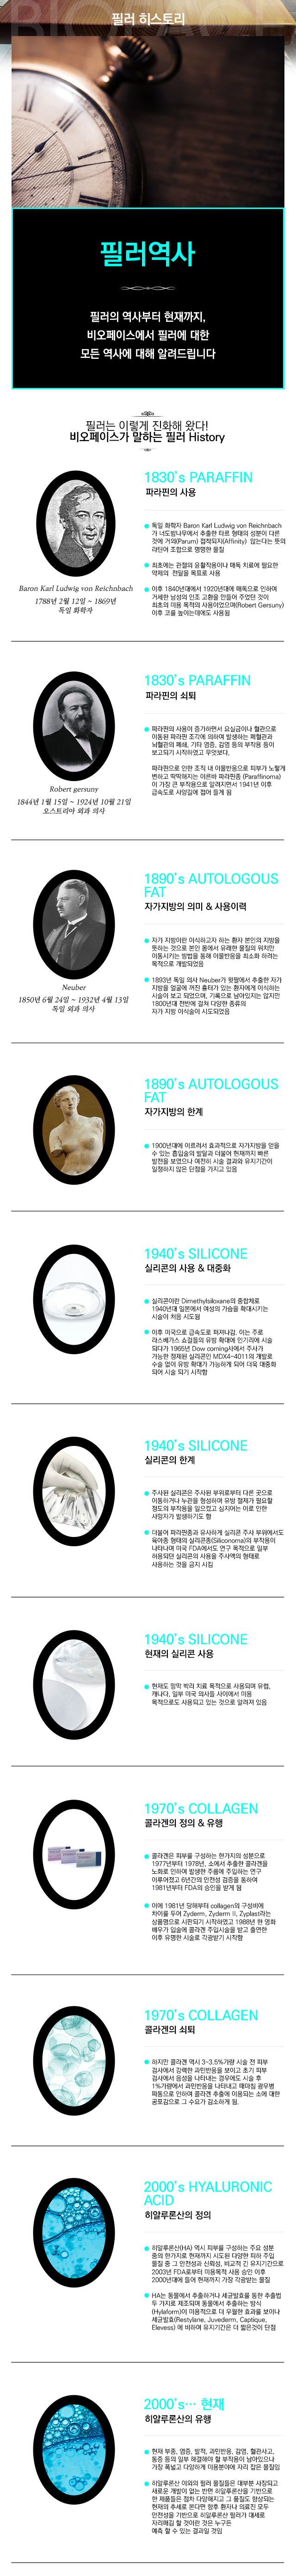 BIOFACE
필러 히스토리
필러역사
필러의 역사부터 현재까지,
비오페이스에서 필러에 대한
모든 역사에 대해 알려드립니다
필러는 이렇게 진화해 왔다!
비오페이스가 말하는 필러 History
Baron Karl Ludwig von Reichnbach
1788년 2월 12일 ~ 1869년
독일 화학자
1830's PARAFFIN
파라핀의 사용
독일 화학자 Baron Karl Ludwig von Reichnbach
가 너도밤나무에서 추출한 타르 형태의 성분이 다른
것에 거의(Parum) 접착되지(Affinity) 않는다는 뜻의
라틴어 조합으로 명명한 물질
최초에는 관절의 윤활작용이나 매독 치료에 필요한
약제의 전달을 목표로 사용
이후 1840년대에서 1920년대에 매독으로 인하여
거세한 남성의 인조 고환을 만들어 주었던 것이
최초의 미용 목적의 사용이었으며(Robert Gersuny)
이후 코를 높이는데에도 사용됨
Robert gersuny
1844년 1월 15일 ~ 1924년 10월 21일
오스트리아 외과 의사
1830's PARAFFIN
파라핀의 쇠퇴
파라핀의 사용이 증가하면서 요실금이나 혈관으로
이동된 파라핀 조각에 의하여 발생하는 폐혈관과
뇌혈관의 폐쇄, 기타 염증, 감염 등의 부작용 등이
보고되기 시작하였고 무엇보다,
파라핀으로 인한 조직 내 이물반응으로 피부가 노랗게
변하고 딱딱해지는 이른바 파라핀종 (Paraffinoma)
이 가장 큰 부작용으로 알려지면서 1941년 이후
급속도로 사양길에 접어 들게 됨
Neuber
1850년 6월 24일 ~ 1932년 4월 13일
독일 외과 의사
1890's AUTOLOGOUS
FAT
자가지방의 의미 & 사용이력
자가 지방이란 이식하고자 하는 환자 본인의 지방을
뜻하는 것으로 본인 몸에서 유래한 물질의 위치만
이동시키는 방법을 통해 이물반응을 최소화 하려는
목적으로 개발되었음
1893년 독일 의사 Neuber가 윗팔에서 추출한 자가
지방을 얼굴에 꺼진 흉터가 있는 환자에게 이식하는
시술이 보고 되었으며, 기록으로 남아있지는 않지만
1800년대 전반에 걸쳐 다양한 종류의
자가 지방 이식술이 시도되었음
1890's AUTOLOGOUS
FAT
자가지방의 한계
1900년대에 이르러서 효과적으로 자가지방을 얻을
수 있는 흡입술의 발달과 더불어 현재까지 빠른
발전을 보였으나 여전히 시술 결과와 유지기간이
일정하지 않은 단점을 가지고 있음
1940's SILICONE
실리콘의 사용 & 대중화
실리콘이란 Dimethylsiloxane의 중합체로
1940년대 일본에서 여성의 가슴을 확대시키는
시술이 처음 시도됨
이후 미국으로 급속도로 퍼져나감. 이는 주로
라스베가스 쇼걸들의 유방 확대에 인기리에 시술
되다가 1965년 Dow corning사에서 주사가
가능한 정제된 실리콘인 MDX4-4011의 개발로
수술 없이 유방 확대가 가능하게 되어 더욱 대중화
되어 시술 되기 시작함
1940's SILICONE
실리콘의 한계
주사된 실리콘은 주사된 부위로부터 다른 곳으로
이동하거나 누관을 형성하며 유방 절제가 필요할
정도의 부작용을 일으켰고 심지어는 이로 인한
사망자가 발생하기도 함
더불어 파라핀종과 유사하게 실리콘 주사 부위에서도
육아종 형태의 실리콘종(Siliconoma)의 부작용이
나타나며 미국 FDA에서도 연구 목적으로 일부
허용되던 실리콘의 사용을 주사액의 형태로
사용하는 것을 금지 시킴
1940's SILICONE
현재의 실리콘 사용
현재도 망막 박리 치료 목적으로 사용되며 유럽,
캐나다, 일부 미국 의사들 사이에서 미용
목적으로도 사용되고 있는 것으로 알려져 있음
1970's COLLAGEN
콜라겐의 정의 & 유행
콜라겐은 피부를 구성하는 한가지의 성분으로
1977년부터 1978년, 소에서 추출한 콜라겐을
노화로 인하여 발생한 주름에 주입하는 연구
이루어졌고 6년간의 안전성 검증을 통하여
1981년부터 FDA의 승인을 받게 됨
이에 1981년 당해부터 collagen의 구성비에
차이를 두어 Zyderm, Zyderm II, Zyplast라는
상품명으로 시판되기 시작하였고 1988년 한 영화
배우가 입술에 콜라겐 주입시술을 받고 출연한
이후 유명한 시술로 각광받기 시작함
1970's COLLAGEN
콜라겐의 쇠퇴
하지만 콜라겐 역시 3-3.5%가량 시술 전 피부
검사에서 강력한 과민반응을 보이고 초기 피부
검사에서 음성을 나타내는 경우에도 시술 후
1%가량에서 과민반응을 나타내고 때마침 광우병
파동으로 인하여 콜라겐 추출에 이용되는 소에 대한
공포감으로 그 수요가 감소하게 됨.
2000's HYALURONIC
ACID
히알루론산의 정의
히알루론산(HA) 역시 피부를 구성하는 주요 성분
중의 한가지로 현재까지 시도된 다양한 피하 주입
물질 중 그 안전성과 신뢰성, 비교적 긴 유지기간으로
2003년 FDA로부터 미용목적 사용 승인 이후
2000년대에 들어 현재까지 가장 각광받는 물질
HA는 동물에서 추출하거나 세균발효를 통한 추출법
두 가지로 제조되며 동물에서 추출하는 방식
(Hylaform)이 미용적으로 더 우월한 효과를 보이나
세균발효(Restylane, Juvederm, Captique,
Elevess) 에 비하여 유지기간은 더 짧은것이 단점
2000's… 현재
히알루론산의 유행
현재 부종, 염증, 발적, 과민반응, 감염, 혈관사고,
통증 등의 일부 해결해야 할 부작용이 남아있으나
가장 폭넓고 다양하게 미용분야에 자리 잡은 물질임
히알루론산 이외의 필러 물질들은 대부분 사장되고
새로운 개발이 없는 반면 히알루론산을 기반으로
한 제품들은 점차 다양해지고 그 품질도 향상되는
현재의 추세로 본다면 향후 환자나 의료진 모두
안전성을 기반으로 히알루론산 필러가 대세로
자리매김 할 것이란 것은 누구든
예측 할 수 있는 결과일 것임